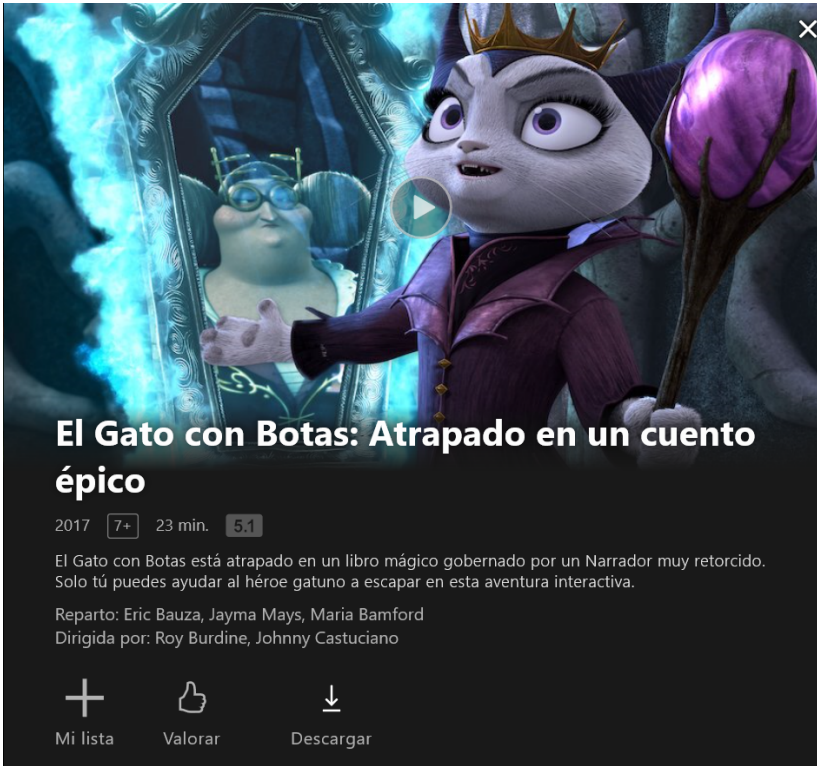 El Gato con Botas: Atrapado en un cuento
épico
2017 7+ 23 min. 5.1
El Gato con Botas está atrapado en un libro mágico gobernado por un Narrador muy retorcido.
Solo tú puedes ayudar al héroe gatuno a escapar en esta aventura interactiva.
Reparto: Eric Bauza, Jayma Mays, Maria Bamford
Dirigida por: Roy Burdine, Johnny Castuciano
Mi lista Valorar Descargar